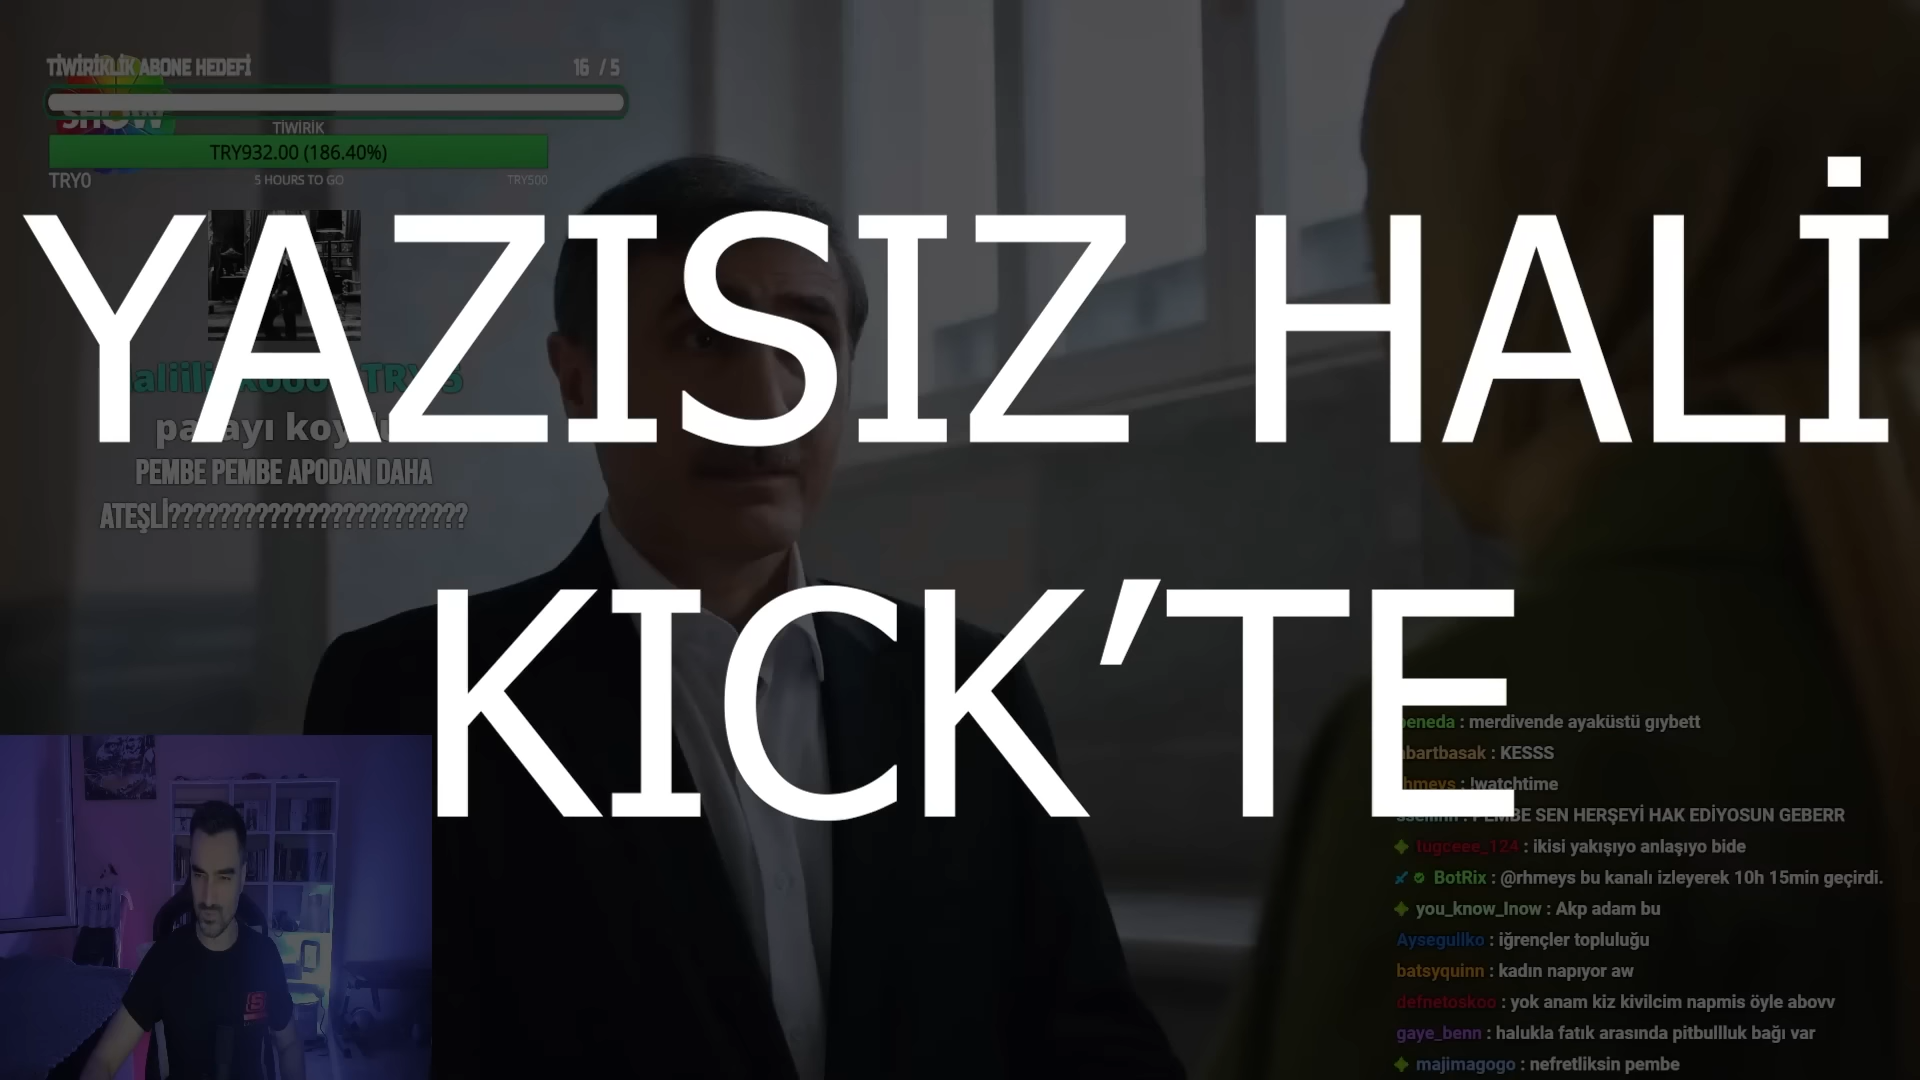 TİWİRİKLİK ABONE HEDEFİ 16 / 5
SHOW
TİWİRİK
TRY932.00 (186.40%)
TRY0 5 HOURS TO GO TRY500
YAZISIZ HALİ
PEMBE PEMBE APODAN DAHA
ATEŞLİ???????????????????????
KICK’TE
: merdivende ayaküstü gıybett
: KESSS
: !watchtime
SEN HERŞEYİ HAK EDİYOSUN GEBERR
tugceee_124 : ikisi yakışıyo anlaşıyo bide
BotRix : @rhmeys bu kanalı izleyerek 10h 15min geçirdi.
you_know_Inow : Akp adam bu
Aysegullko : iğrençler topluluğu
batsyquinn : kadın napıyor aw
defnetoskoo : yok anam kiz kivilcim napmis öyle abovv
gaye_benn : halukla fatık arasında pitbullluk bağı var
majimagogo : nefretliksin pembe